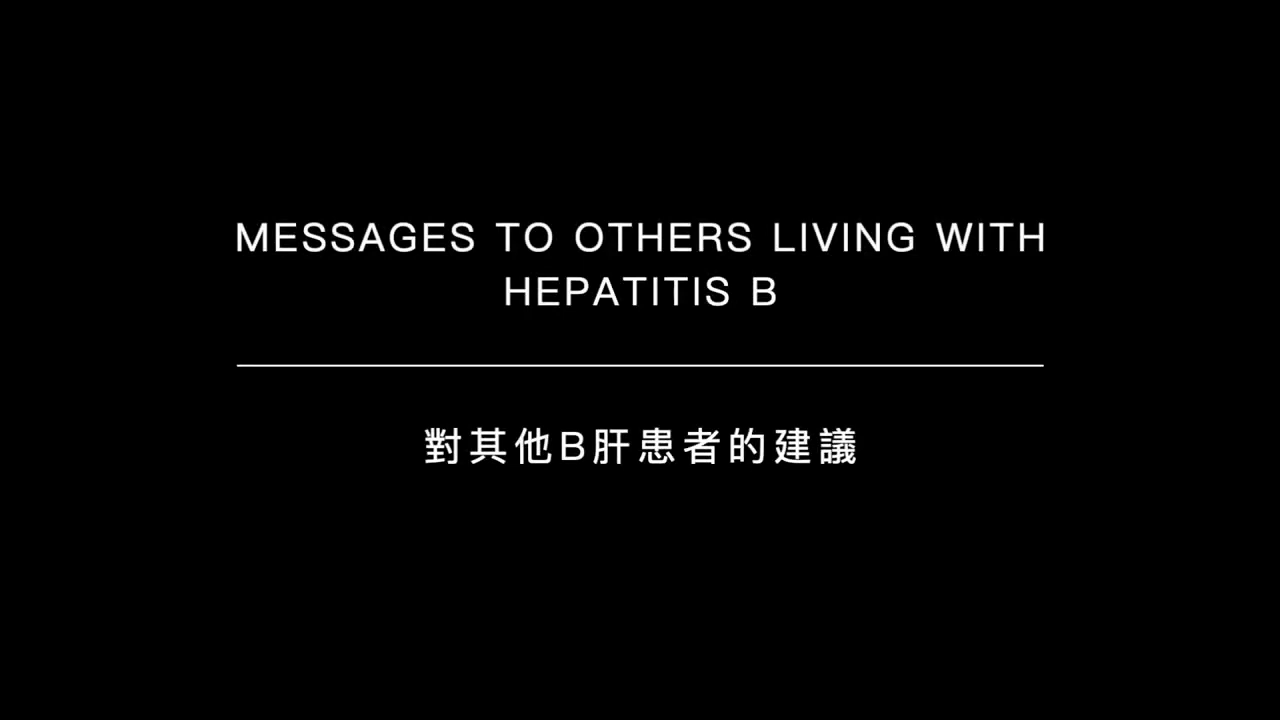 MESSAGES TO OTHERS LIVING WITH
HEPATITIS B
對其他B肝患者的建議